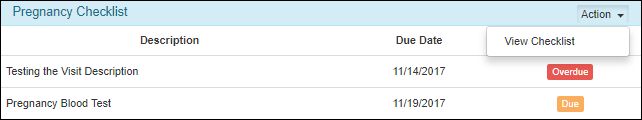 Pregnancy Checklist Action
Description Due Date View Checklist
Testing the Visit Description 11/14/2017 Overdue
Pregnancy Blood Test 11/19/2017 Due